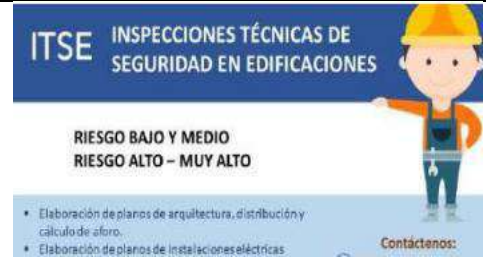 ITSE
INSPECCIONES TÉCNICAS DE
SEGURIDAD EN EDIFICACIONES
RIESGO BAJO Y MEDIO
RIESGO ALTO – MUY ALTO
• Elaboración de planos de arquitectura, distribución y
cálculo de aforo.
• Elaboración de planos de Instalaciones eléctricas
Contáctenos: